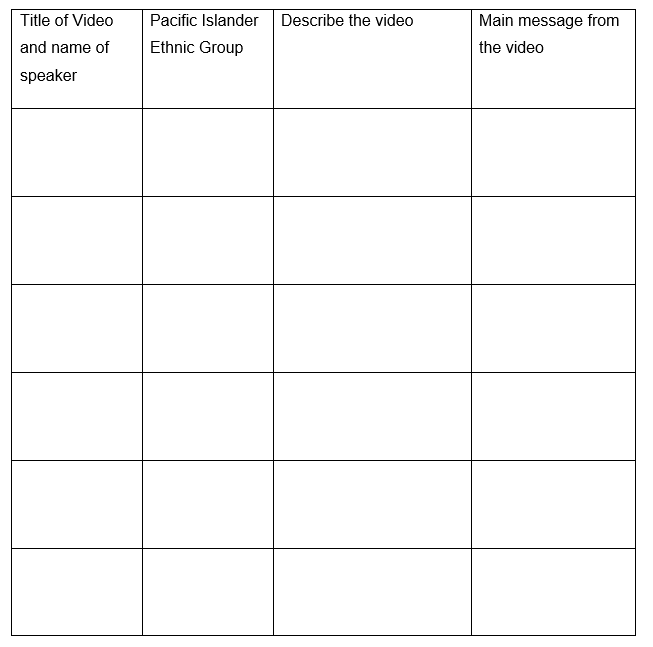 Title of Video
and name of
speaker
Pacific Islander
Ethnic Group
Describe the video
Main message from
the video